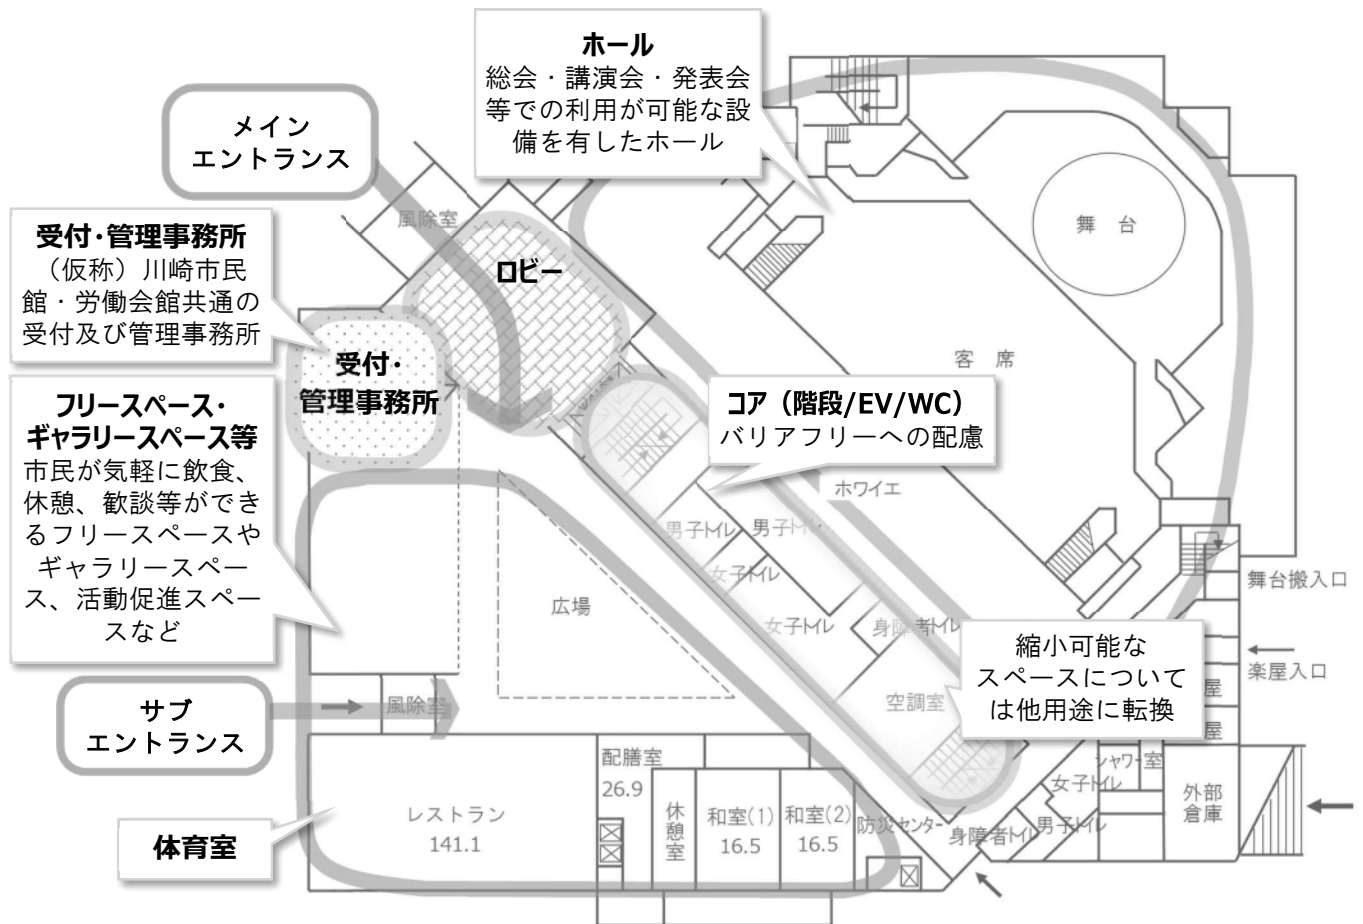 ホール
総会・講演会・発表会
等での利用が可能な設
備を有したホール
メイン
エントランス
風除室
舞 台
受付･管理事務所
（仮称）川崎市民
館・労働会館共通の
受付及び管理事務所
ロビー
受付･
管理事務所
客 席
フリースペース･
ギャラリースペース等
市民が気軽に飲食、
休憩、歓談等ができ
るフリースペースや
ギャラリースペー
ス、活動促進スペー
スなど
コア（階段/EV/WC）
バリアフリーへの配慮
ホワイエ
男子トイレ
男子トイレ
女子トイレ
女子トイレ
身障者トイレ
広場
舞台搬入口
縮小可能な
スペースについて
は他用途に転換
楽屋入口
屋
屋
空調室
サブ
エントランス
風除室
配膳室
26.9
シャワー室
女子トイレ
外部
倉庫
レストラン
141.1
休
憩
室
和室(1)
16.5
和室(2)
16.5
防災センター
身障者トイレ
男子トイレ
体育室